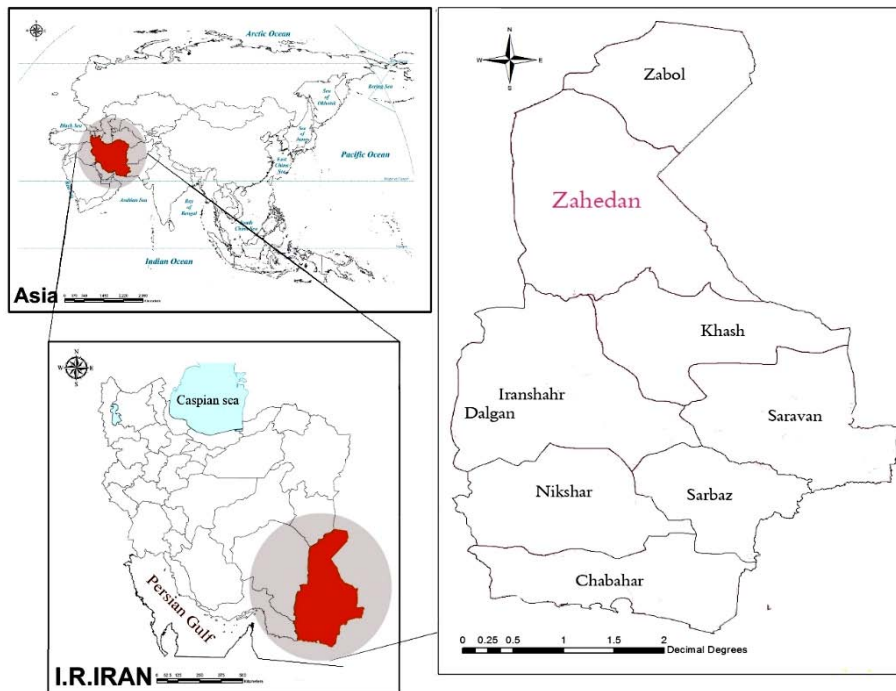 Arctic Ocean
Bering Sea
Sea
of
Okhotsk
Black Sea
Sea
of
Japan
East
China
Sea
Pacific Ocean
Arabian Sea
Bay
of
Bengal
South
China Sea
Indian Ocean
Asia
N
W E
S
Caspian sea
Persian Gulf
I.R.IRAN
N
W E
S
Zabol
Zahedan
Khash
Iranshahr
Dalgan
Saravan
Nikshar
Sarbaz
Chabahar
L
0 0.25 0.5 1 1.5 2
Decimal Degrees